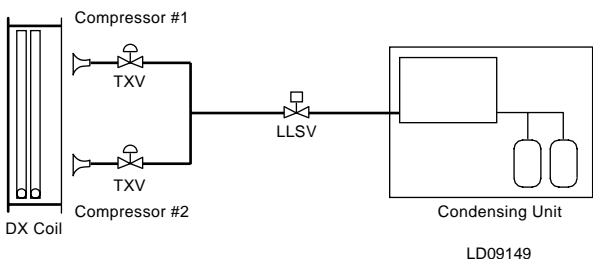 Compressor #1
TXV
LLSV
TXV
Compressor #2
DX Coil
Condensing Unit
LD09149